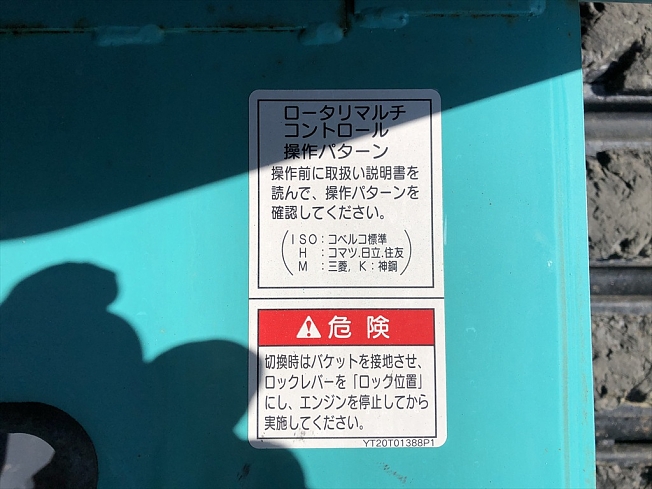 ロータリマルチ
コントロール
操作パターン
操作前に取扱い説明書を
読んで、操作パターンを
確認してください。
ISO：コベルコ標準
H　：コマツ.日立.住友
M　：三菱, K：神鋼
危険
切換時はバケットを接地させ、
ロックレバーを「ロック位置」
にし、エンジンを停止してから
実施してください。
YT20T01388P1